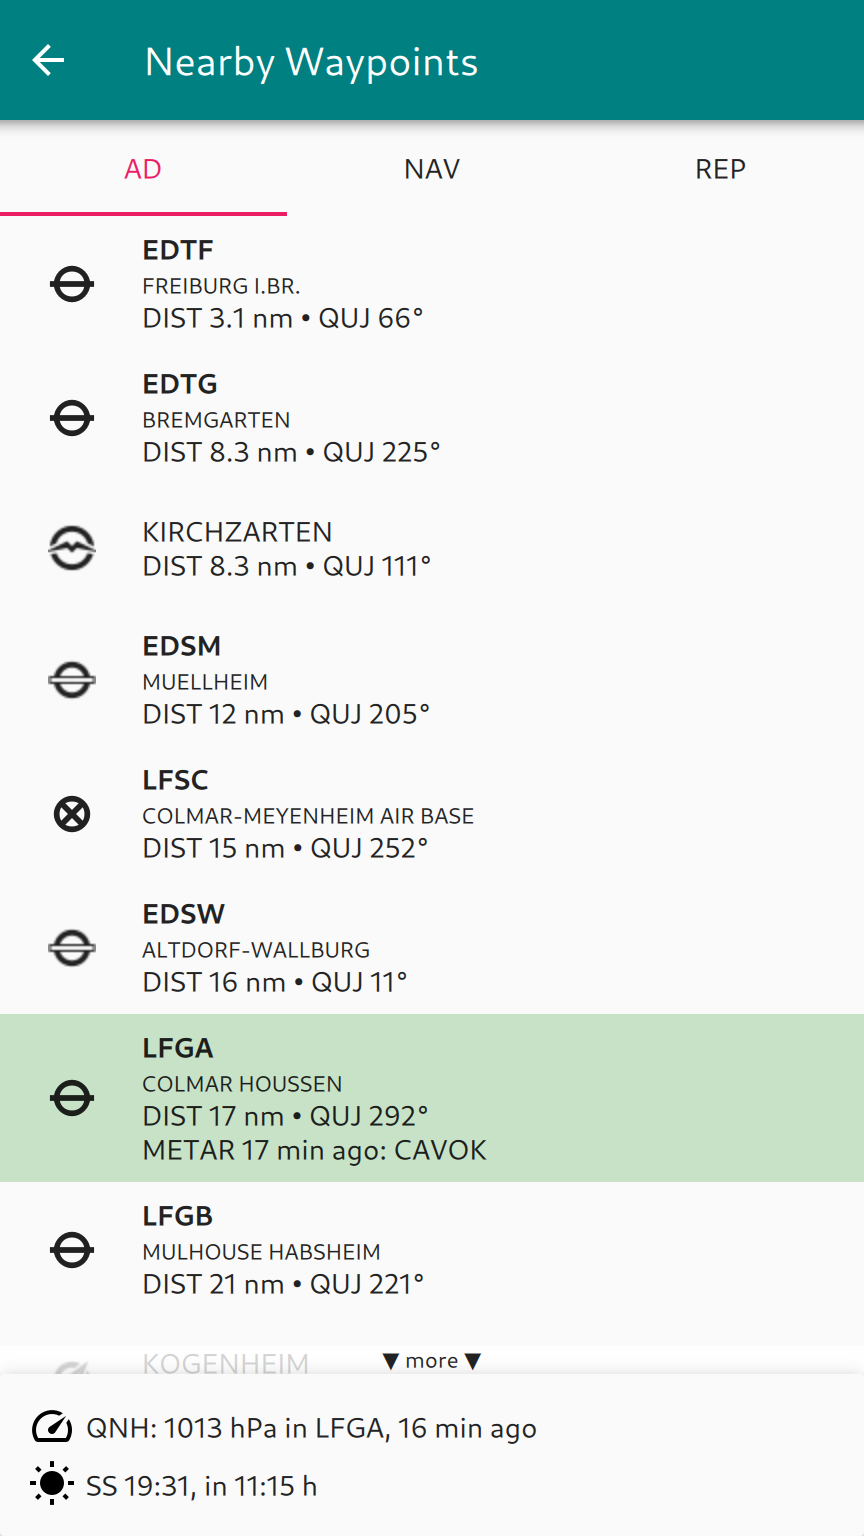 Nearby Waypoints
AD NAV REP
EDTF
FREIBURG I.BR.
DIST 3.1 nm • QUJ 66°
EDTG
BREMGARTEN
DIST 8.3 nm • QUJ 225°
KIRCHZARTEN
DIST 8.3 nm • QUJ 111°
EDSM
MUELLHEIM
DIST 12 nm • QUJ 205°
LFSC
COLMAR-MEYENHEIM AIR BASE
DIST 15 nm • QUJ 252°
EDSW
ALTDORF-WALLBURG
DIST 16 nm • QUJ 11°
LFGA
COLMAR HOUSSEN
DIST 17 nm • QUJ 292°
METAR 17 min ago: CAVOK
LFGB
MULHOUSE HABSHEIM
DIST 21 nm • QUJ 221°
KOGENHEIM ▼ more ▼
QNH: 1013 hPa in LFGA, 16 min ago
SS 19:31, in 11:15 h